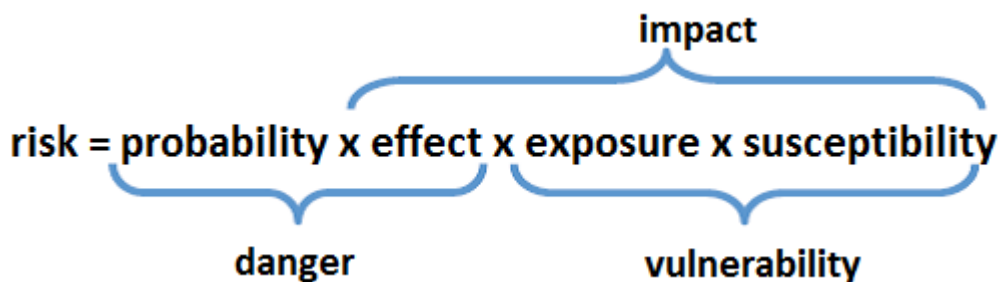 impact
risk = probability x effect x exposure x susceptibility
danger
vulnerability